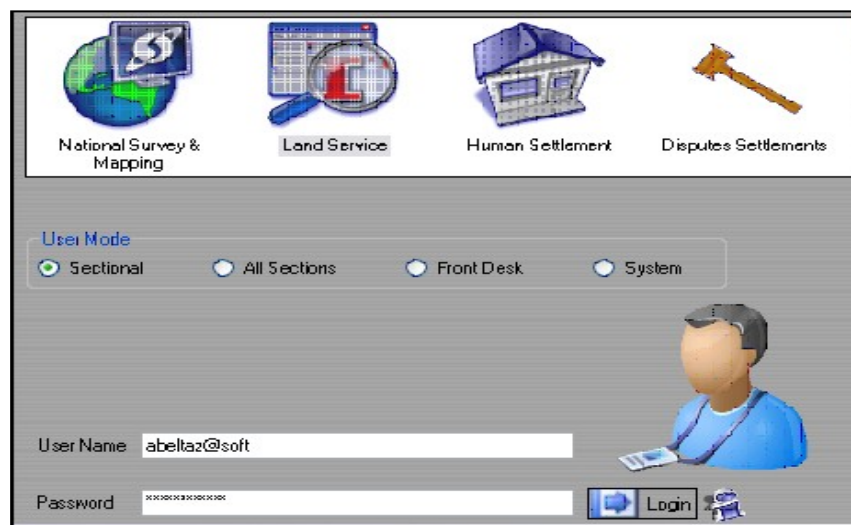 National Survey &
Mapping
Land Service
Human Settlement
Disputes Settlements
User Mode
Sectional
All Sections
Front Desk
System
User Name abeltaz@soft
Password ************
Login